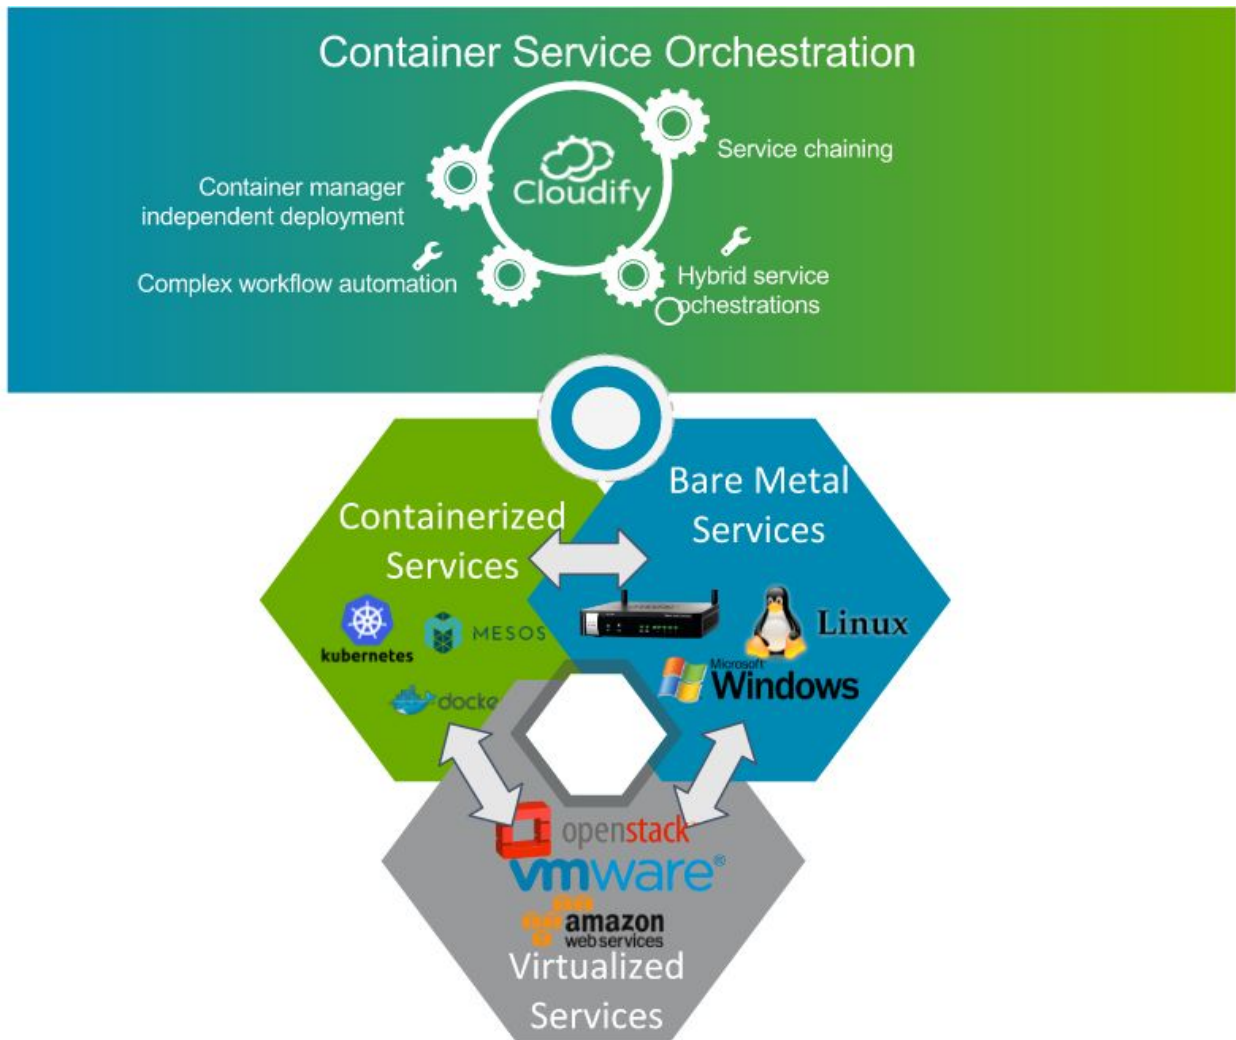 Container Service Orchestration
Cloudify
Service chaining
Container manager
independent deployment
Complex workflow automation
Hybrid service
ochestrations
Containerized
Services
kubernetes
MESOS
docke
Bare Metal
Services
Linux
Microsoft
Windows
openstack
vmware®
amazon
web services
Virtualized
Services